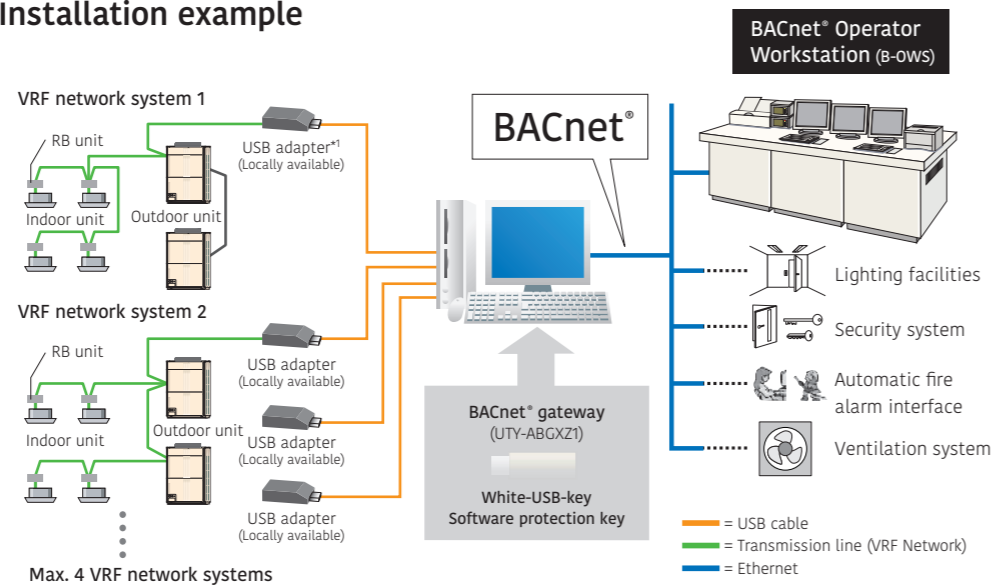 Installation example
BACnet® Operator
Workstation (B-OWS)
VRF network system 1
RB unit
USB adapter*1
(Locally available)
Indoor unit
Outdoor unit
BACnet®
VRF network system 2
RB unit
USB adapter
(Locally available)
Indoor unit
Outdoor unit
USB adapter
(Locally available)
USB adapter
(Locally available)
Max. 4 VRF network systems
BACnet® gateway
(UTY-ABGXZ1)
White-USB-key
Software protection key
Lighting facilities
Security system
Automatic fire
alarm interface
Ventilation system
= USB cable
= Transmission line (VRF Network)
= Ethernet